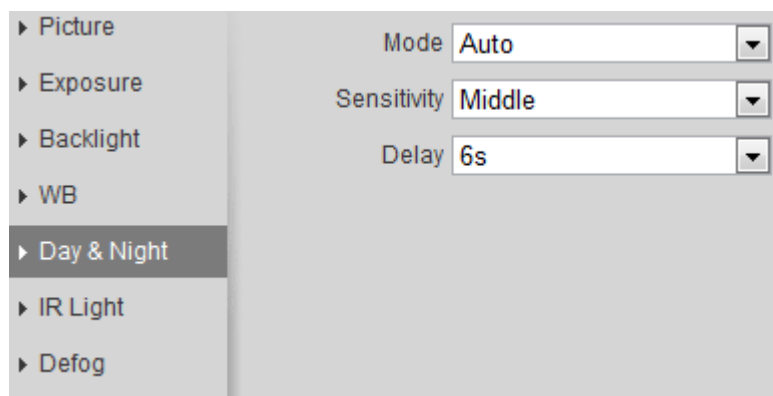 Picture
Exposure
Backlight
WB
Day & Night
IR Light
Defog
Mode Auto
Sensitivity Middle
Delay 6s